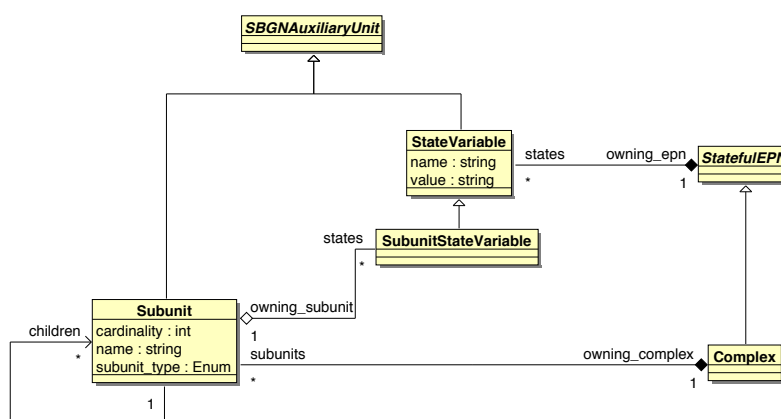 SBGNAuxiliaryUnit
StateVariable
name : string
value : string
states
owning_epn
*
1
StatefulEPN
states
*
SubunitStateVariable
Subunit
cardinality : int
name : string
subunit_type : Enum
owning_subunit
1
children
*
subunits
*
owning_complex
1
Complex
1